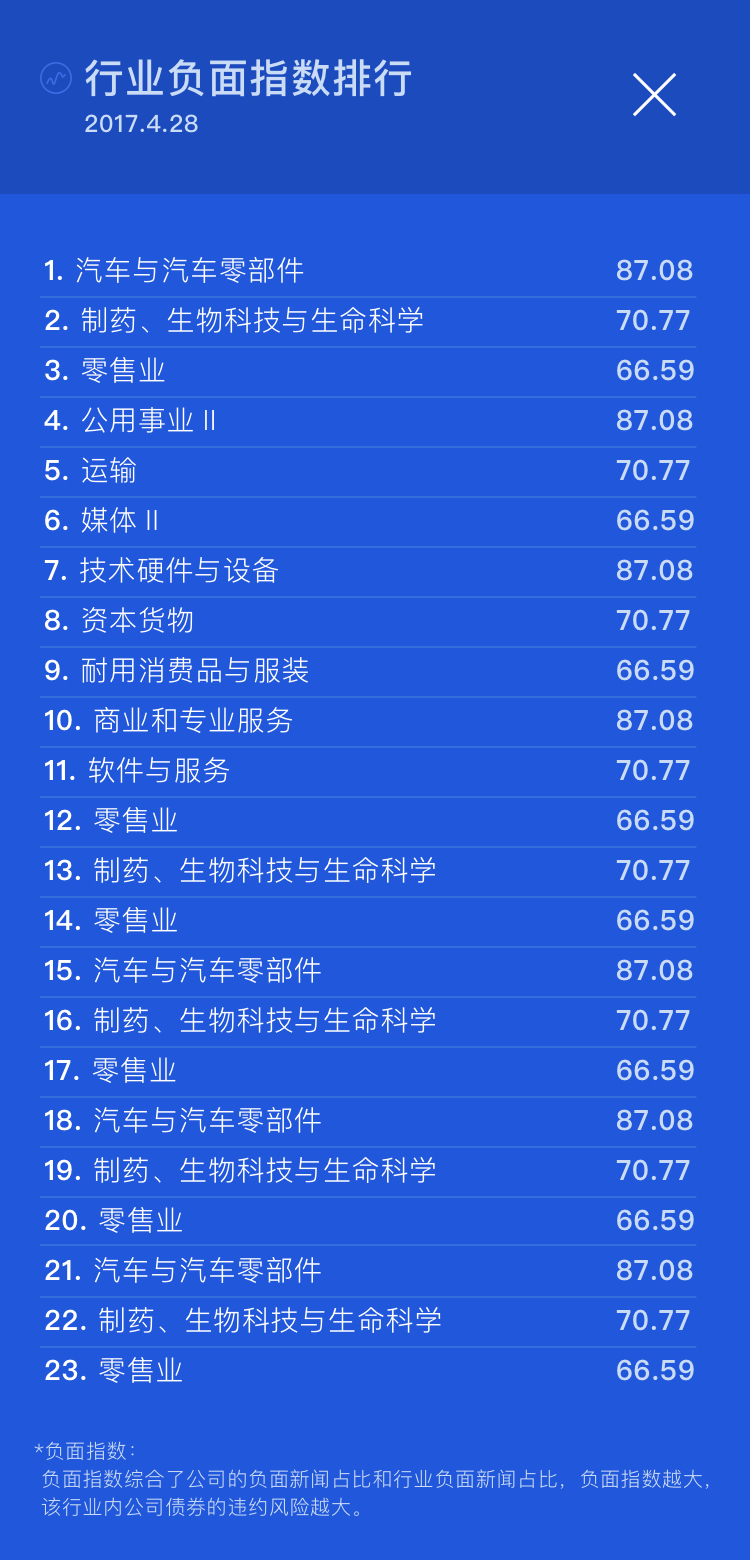 行业负面指数排行
2017.4.28
1. 汽车与汽车零部件 87.08
2. 制药、生物科技与生命科学 70.77
3. 零售业 66.59
4. 公用事业 II 87.08
5. 运输 70.77
6. 媒体 II 66.59
7. 技术硬件与设备 87.08
8. 资本货物 70.77
9. 耐用消费品与服装 66.59
10. 商业和专业服务 87.08
11. 软件与服务 70.77
12. 零售业 66.59
13. 制药、生物科技与生命科学 70.77
14. 零售业 66.59
15. 汽车与汽车零部件 87.08
16. 制药、生物科技与生命科学 70.77
17. 零售业 66.59
18. 汽车与汽车零部件 87.08
19. 制药、生物科技与生命科学 70.77
20. 零售业 66.59
21. 汽车与汽车零部件 87.08
22. 制药、生物科技与生命科学 70.77
23. 零售业 66.59
*负面指数：
负面指数综合了公司的负面新闻占比和行业负面新闻占比，负面指数越大，
该行业内公司债券的违约风险越大。